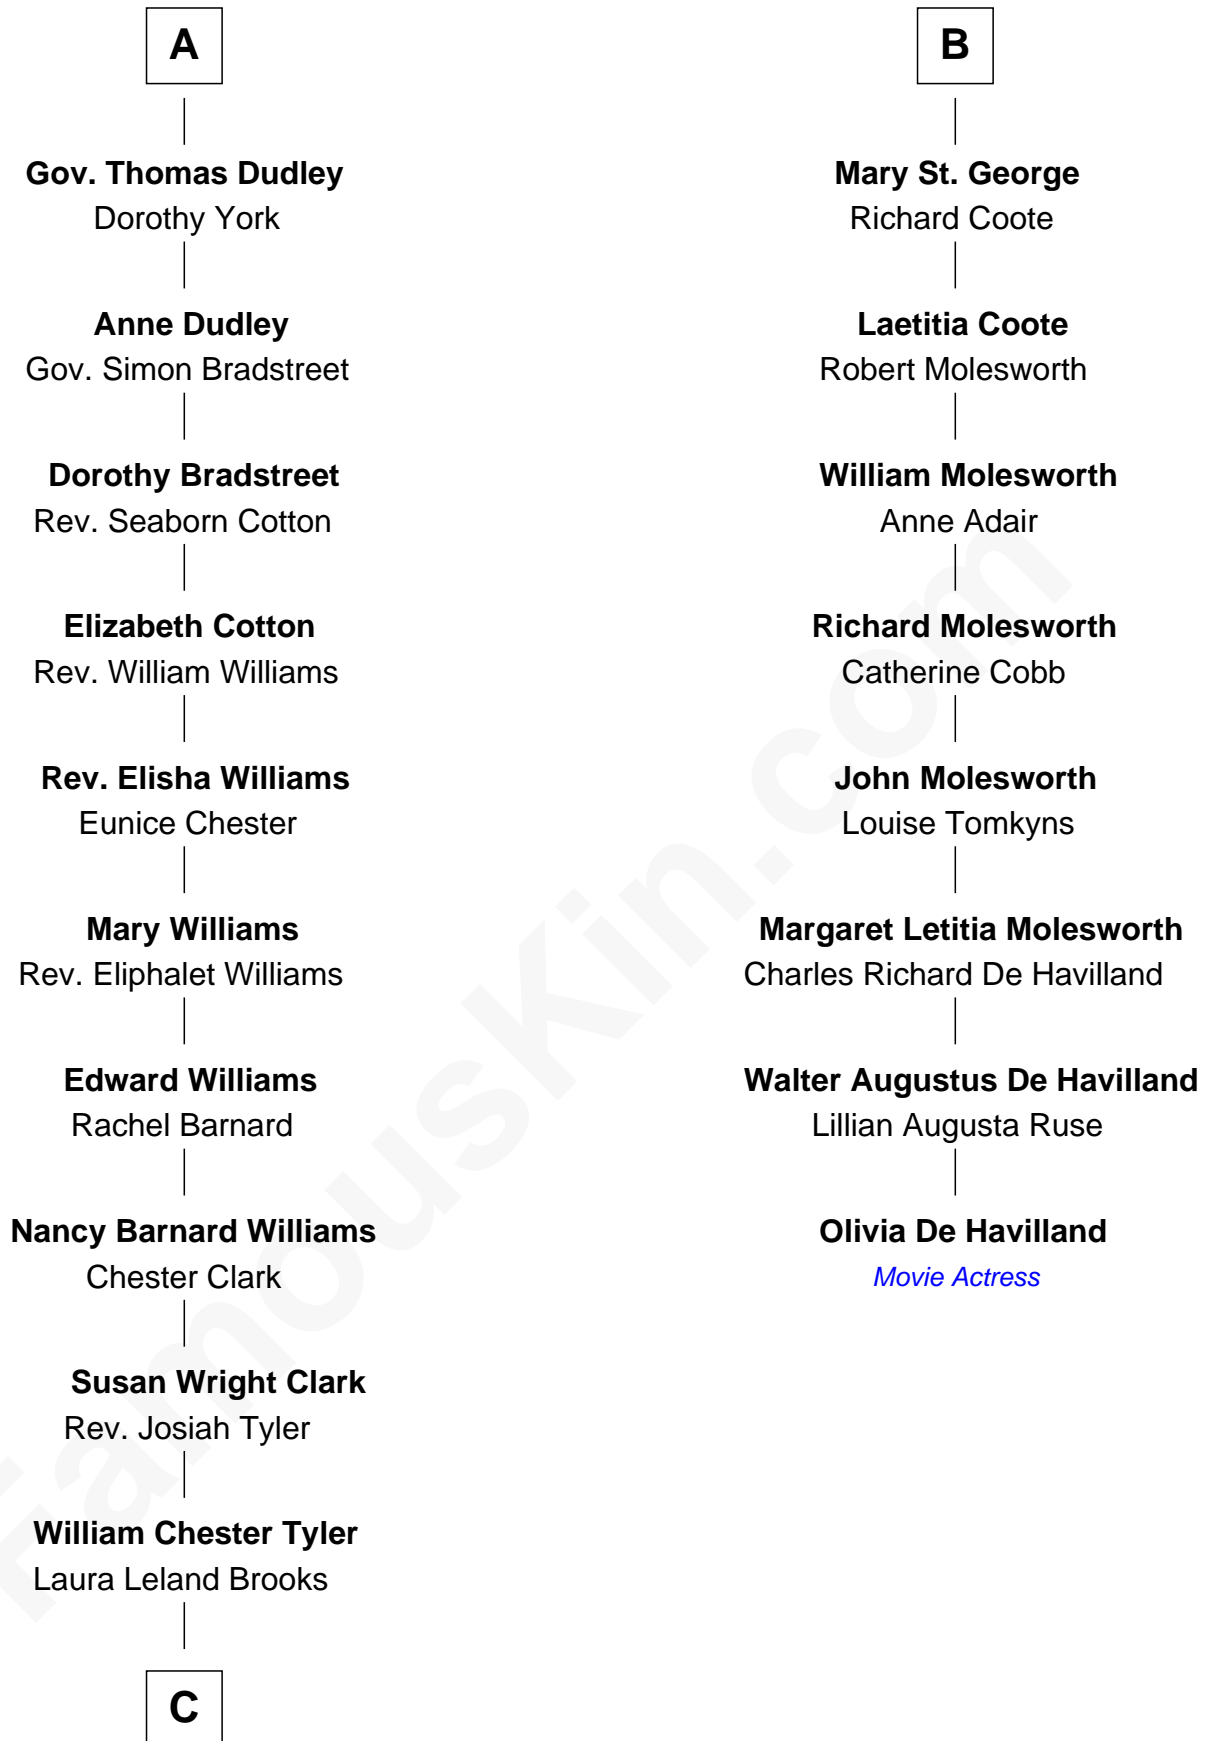 A
Gov. Thomas Dudley
Dorothy York
Anne Dudley
Gov. Simon Bradstreet
Dorothy Bradstreet
Rev. Seaborn Cotton
Elizabeth Cotton
Rev. William Williams
Rev. Elisha Williams
Eunice Chester
Mary Williams
Rev. Eliphalet Williams
Edward Williams
Rachel Barnard
Nancy Barnard Williams
Chester Clark
Susan Wright Clark
Rev. Josiah Tyler
William Chester Tyler
Laura Leland Brooks
C
B
Mary St. George
Richard Coote
Laetitia Coote
Robert Molesworth
William Molesworth
Anne Adair
Richard Molesworth
Catherine Cobb
John Molesworth
Louise Tomkyns
Margaret Letitia Molesworth
Charles Richard De Havilland
Walter Augustus De Havilland
Lillian Augusta Ruse
Olivia De Havilland
Movie Actress
FamousKin.com